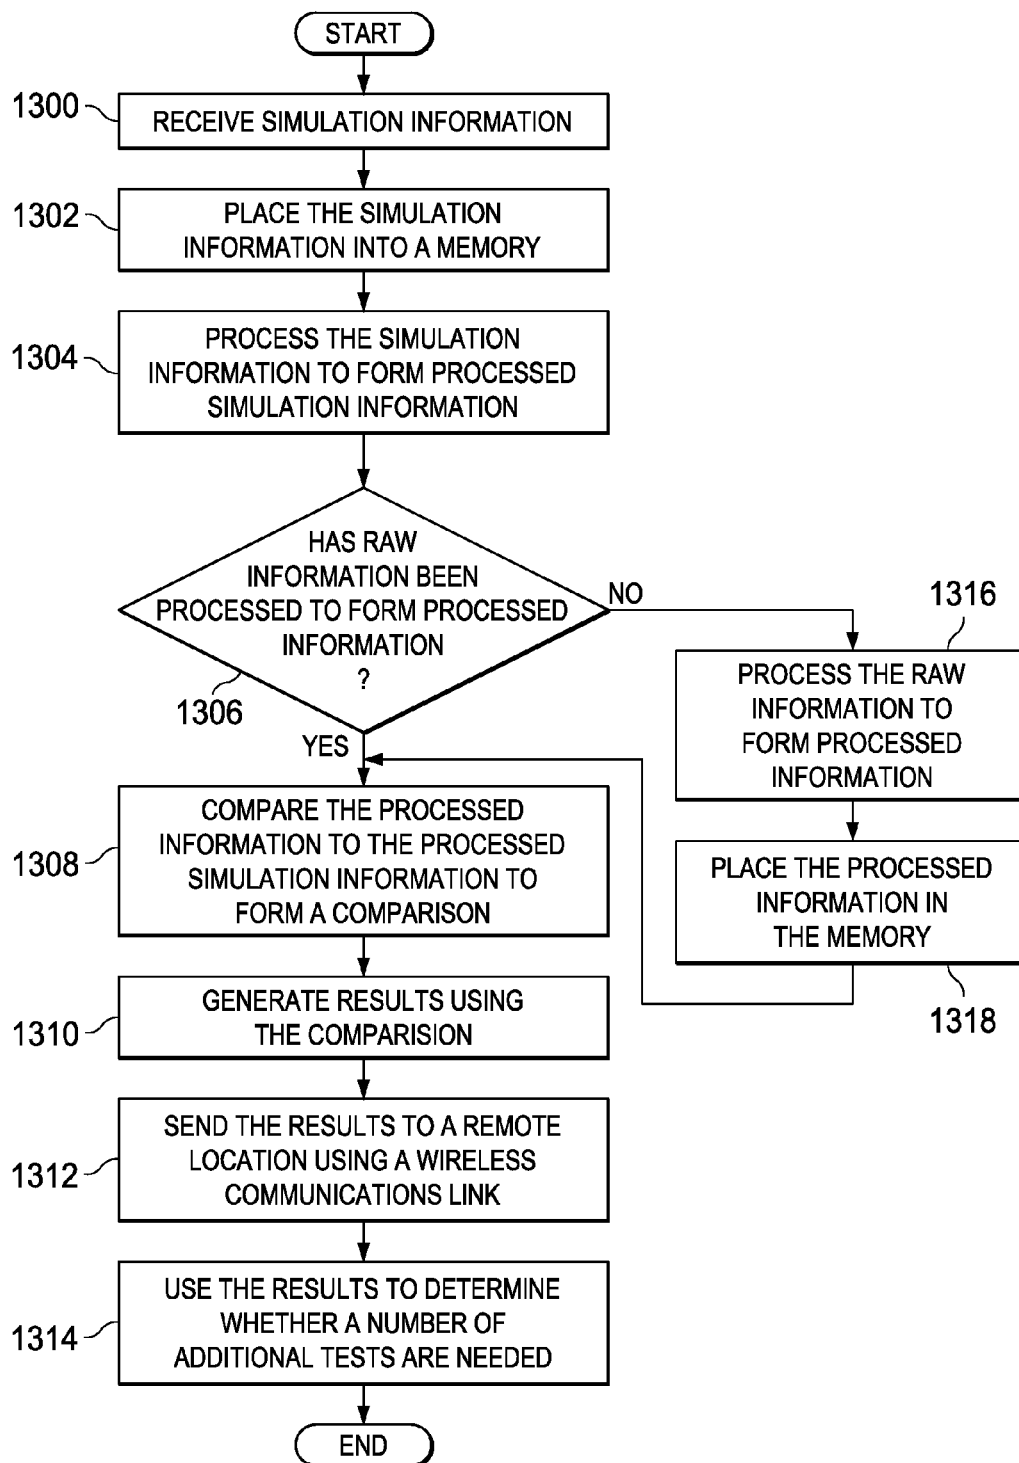 START
1300
RECEIVE SIMULATION INFORMATION
1302
PLACE THE SIMULATION
INFORMATION INTO A MEMORY
1304
PROCESS THE SIMULATION
INFORMATION TO FORM PROCESSED
SIMULATION INFORMATION
HAS RAW
INFORMATION BEEN
PROCESSED TO FORM PROCESSED
INFORMATION
?
1306
NO
YES
1316
PROCESS THE RAW
INFORMATION TO
FORM PROCESSED
INFORMATION
PLACE THE PROCESSED
INFORMATION IN
THE MEMORY
1318
1308
COMPARE THE PROCESSED
INFORMATION TO THE PROCESSED
SIMULATION INFORMATION TO
FORM A COMPARISON
1310
GENERATE RESULTS USING
THE COMPARISION
1312
SEND THE RESULTS TO A REMOTE
LOCATION USING A WIRELESS
COMMUNICATIONS LINK
1314
USE THE RESULTS TO DETERMINE
WHETHER A NUMBER OF
ADDITIONAL TESTS ARE NEEDED
END